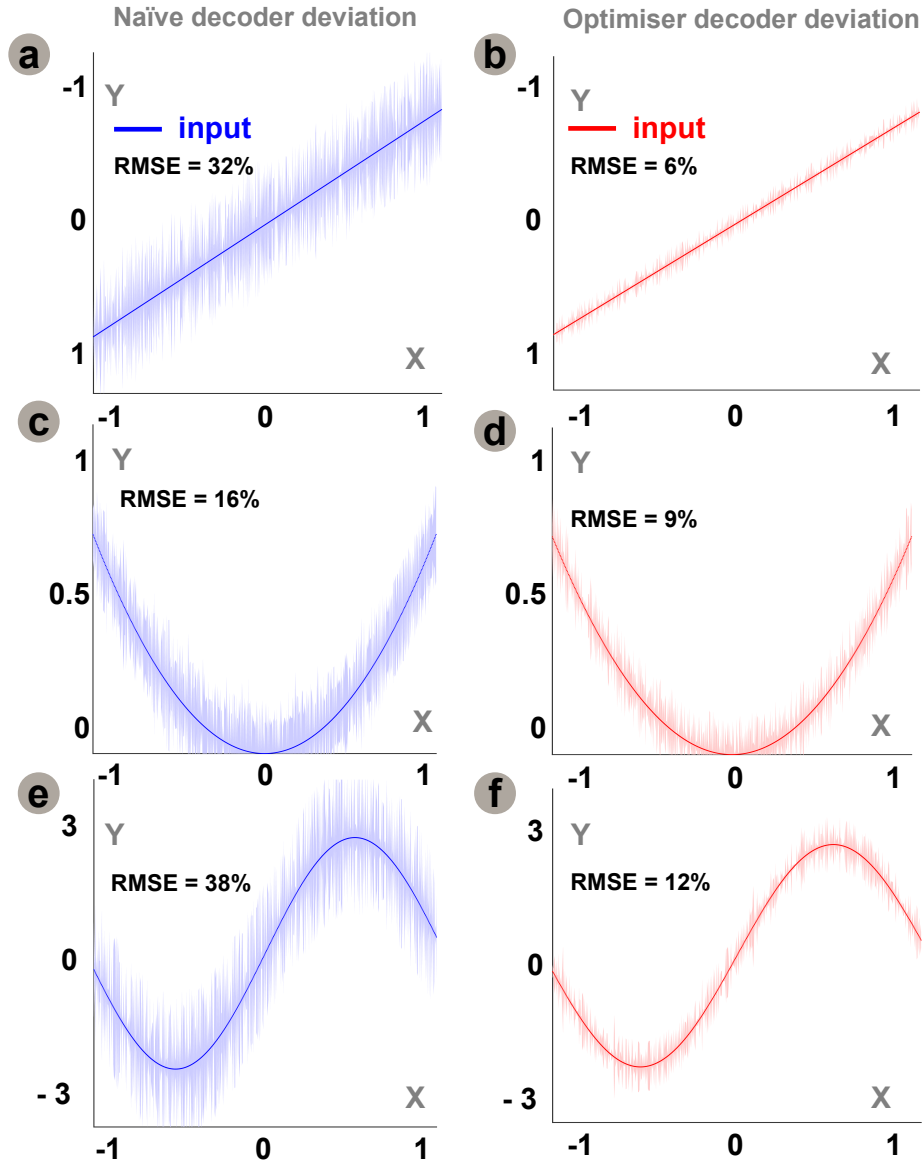 Naïve decoder deviation
Optimiser decoder deviation
a
-1
Y
input
RMSE = 32%
0
1
X
-1 0 1
b
-1
Y
input
RMSE = 6%
0
1
X
-1 0 1
c
1
Y
RMSE = 16%
0.5
0
X
-1 0 1
d
1
Y
RMSE = 9%
0.5
0
X
-1 0 1
e
3
Y
RMSE = 38%
0
- 3
X
-1 0 1
f
3
Y
RMSE = 12%
0
- 3
X
-1 0 1